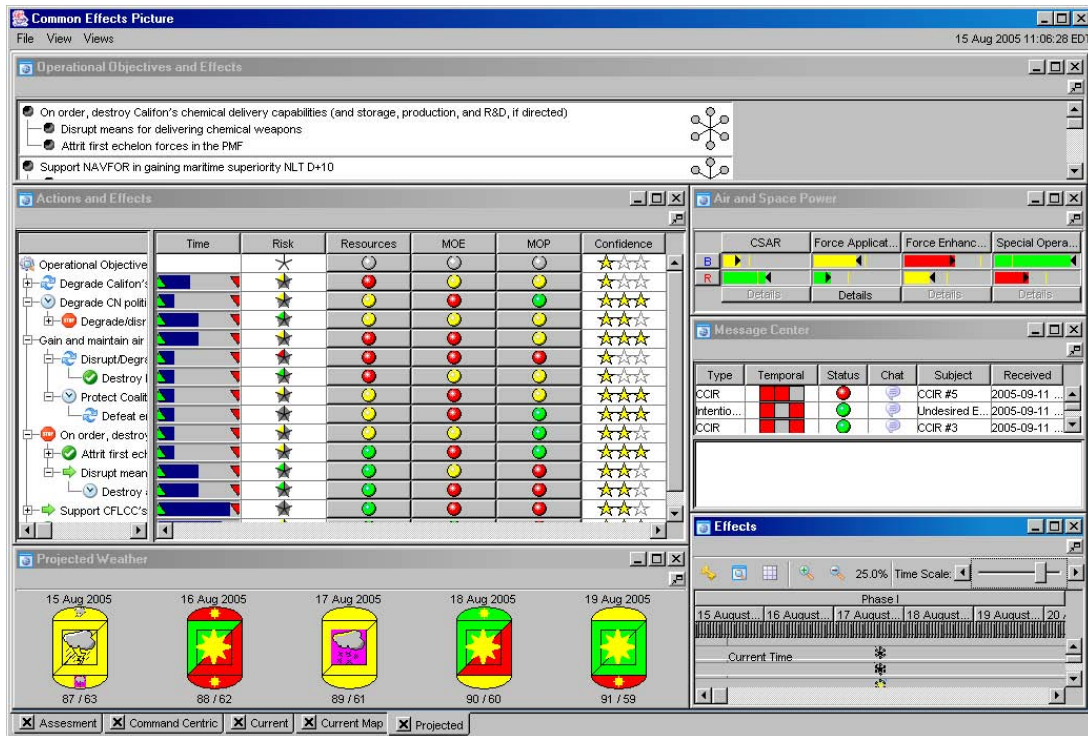 Common Effects Picture
File View Views
15 Aug 2005 11:06:28 EDT
Operational Objectives and Effects
On order, destroy Califon's chemical delivery capabilities (and storage, production, and R&D, if directed)
Disrupt means for delivering chemical weapons
Attrit first echelon forces in the PMF
Support NAVFOR in gaining maritime superiority NLT D+10
Actions and Effects
Time Risk Resources MOE MOP Confidence
Operational Objective
Degrade Califon's
Degrade CN politi
STOP Degrade/disr
Gain and maintain air
Disrupt/Degra
Destroy
Protect Coalit
Defeat en
STOP On order, destroy
Attrit first ech
Disrupt mean
Destroy a
Support CFLCC's
Air and Space Power
CSAR Force Applicat... Force Enhanc... Special Opera...
B
R
Details Details Details Details
Message Center
Type Temporal Status Chat Subject Received
CCIR CCIR #5 2005-09-11 ...
Intentio... Undesired E... 2005-09-11 ...
CCIR CCIR #3 2005-09-11 ...
Effects
25.0% Time Scale:
Phase I
15 August... 16 August... 17 August... 18 August... 19 August... 20
Current Time
Projected Weather
15 Aug 2005 16 Aug 2005 17 Aug 2005 18 Aug 2005 19 Aug 2005
87 / 63 88 / 62 89 / 61 90 / 60 91 / 59
Assesment Command Centric Current Current Map Projected